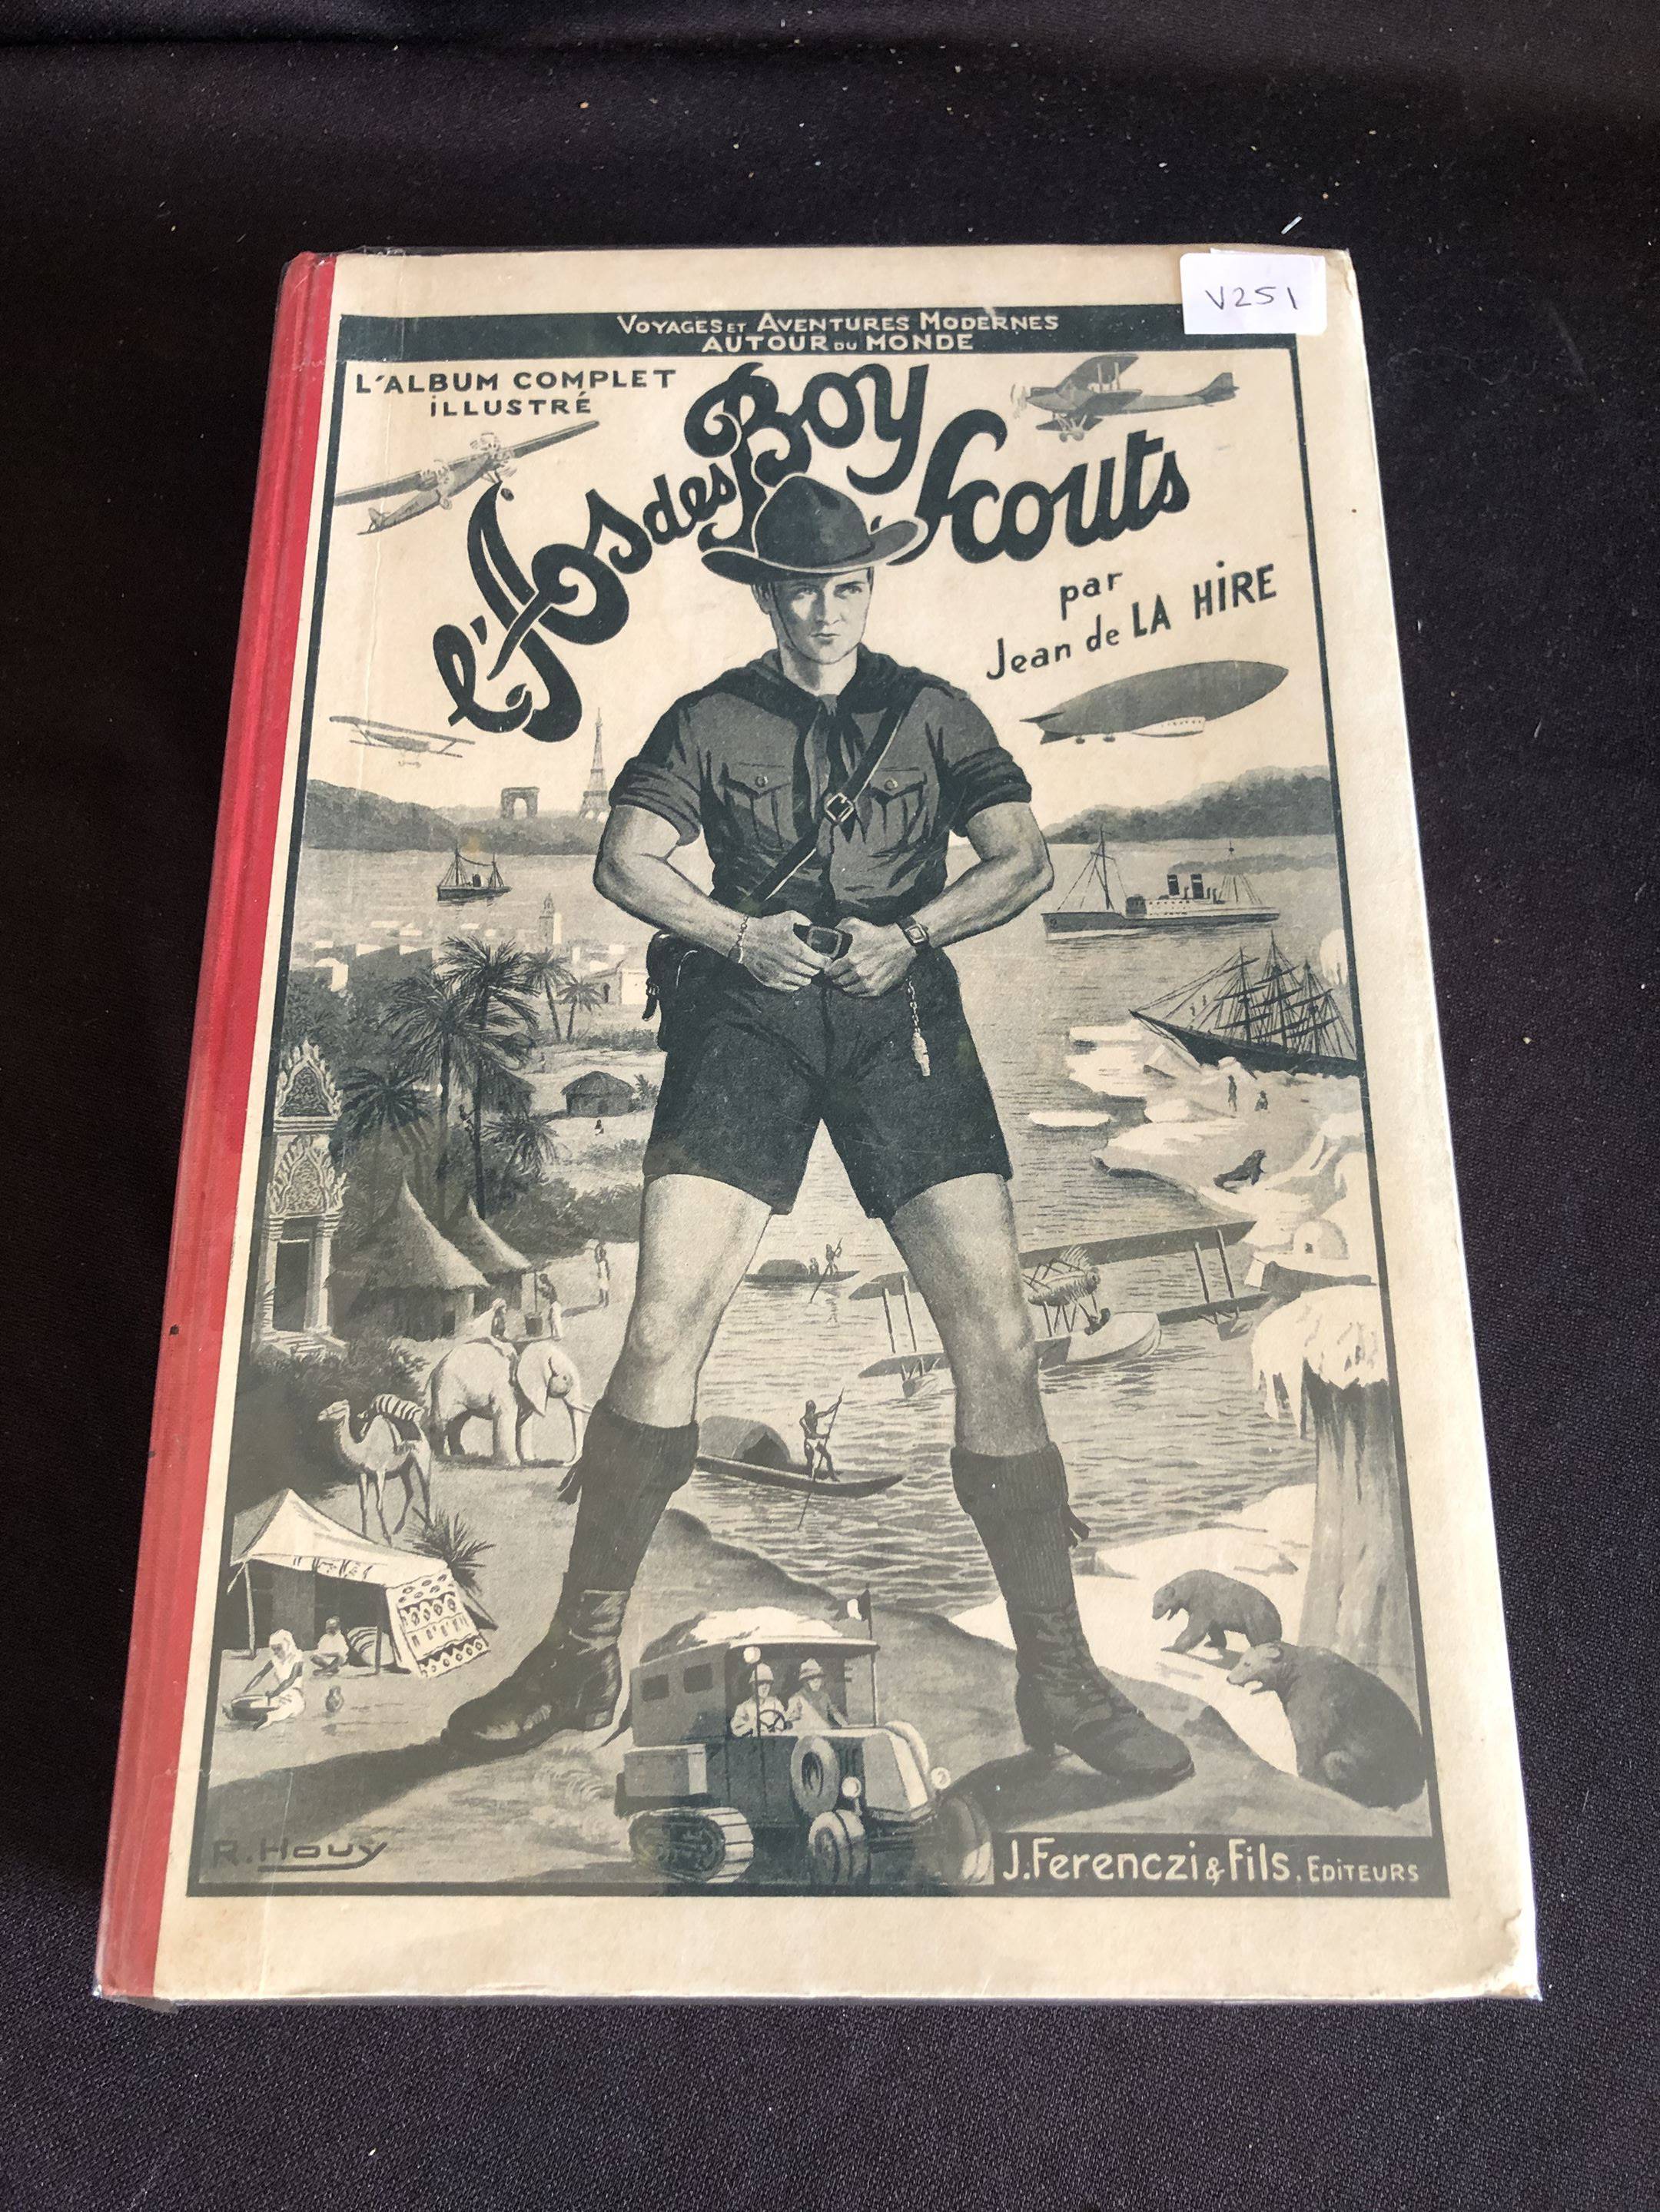 V251
VOYAGES ET AVENTURES MODERNES
AUTOUR DU MONDE
L'ALBUM COMPLET
ILLUSTRÉ
l'As des Boy Scouts
par
Jean de LA HIRE
R. Houy
J. Ferenczi & Fils. EDITEURS